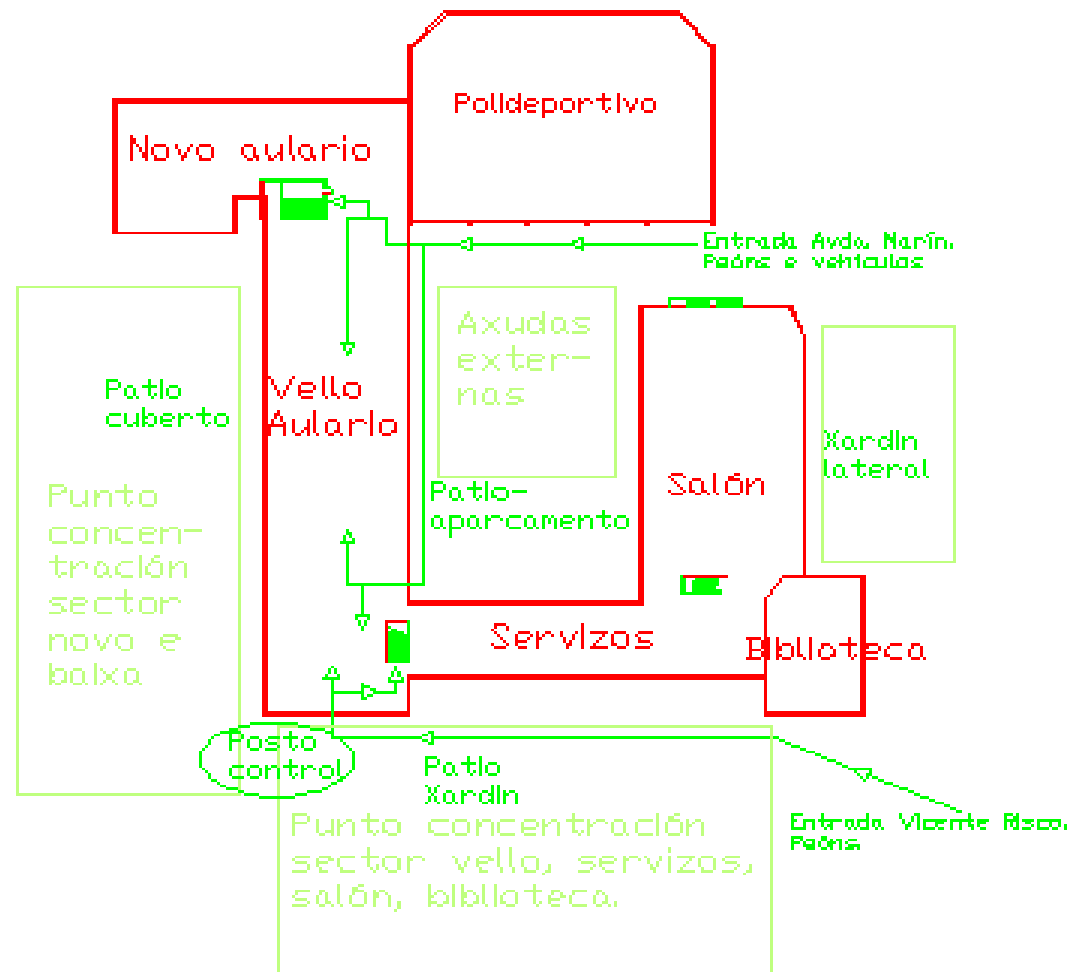 Polideportivo
Novo aulario
Entrada Avda. Marín.
Peóns e vehículos
Axudas
exter-
nas
Patio
cuberto
Vello
Aulario
Xardín
lateral
Salón
Patio-
aparcamento
Punto
concen-
tración
sector
novo e
baixa
Servizos
Biblioteca
Posto
control
Patio
Xardín
Punto concentración
sector vello, servizos,
salón, biblioteca.
Entrada Vicente Risco.
Peóns